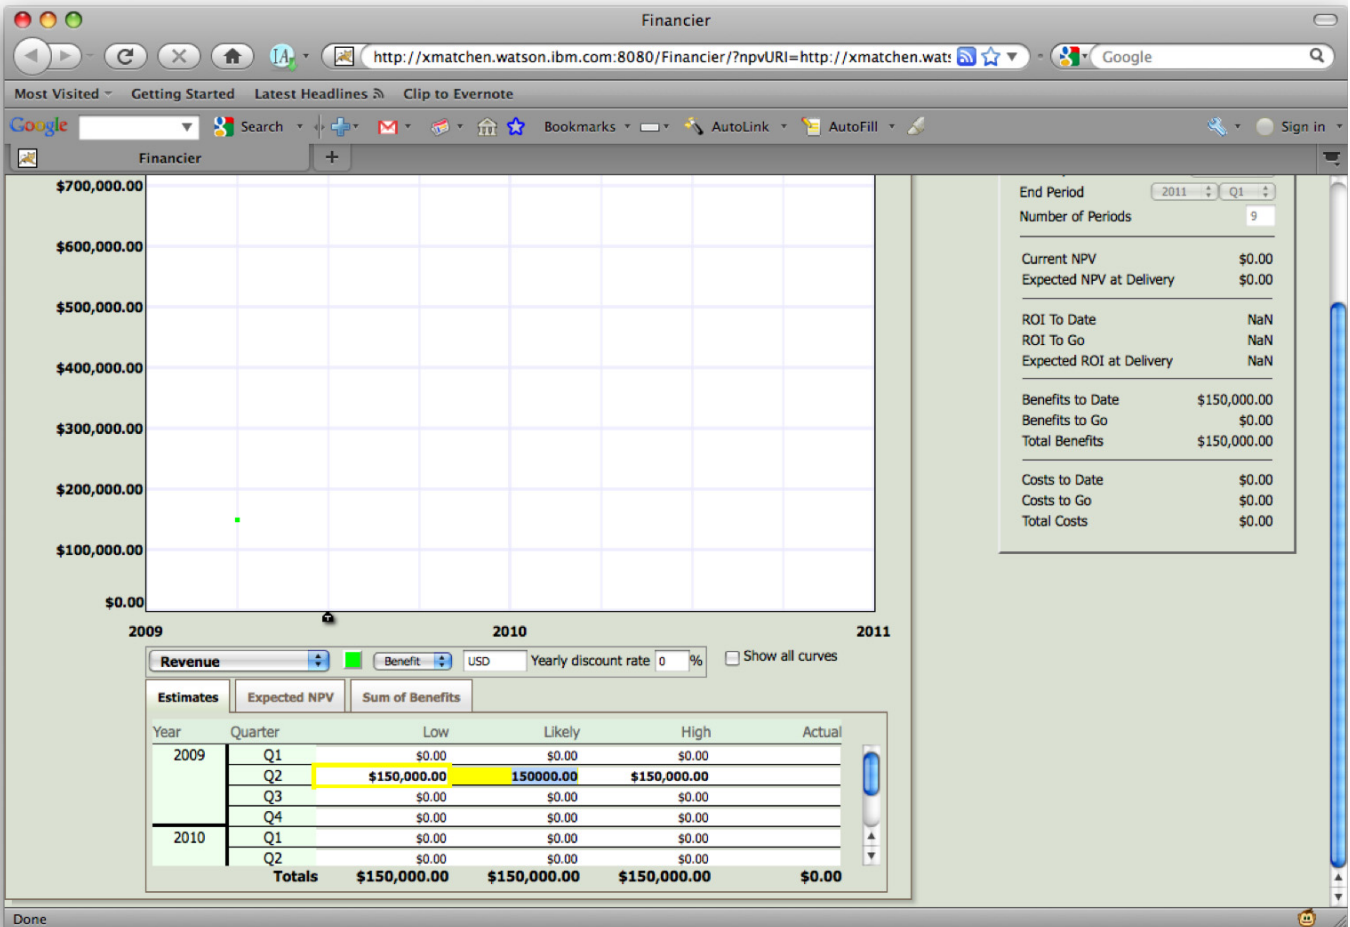 Financier
http://xmatchen.watson.ibm.com:8080/Financier/?npvURI=http://xmatchen.wats
Google
Most Visited Getting Started Latest Headlines Clip to Evernote
Google Search Bookmarks AutoLink AutoFill Sign in
Financier +
$700,000.00
$600,000.00
$500,000.00
$400,000.00
$300,000.00
$200,000.00
$100,000.00
$0.00
2009 2010 2011
End Period 2011 Q1
Number of Periods 9
Current NPV $0.00
Expected NPV at Delivery $0.00
ROI To Date NaN
ROI To Go NaN
Expected ROI at Delivery NaN
Benefits to Date $150,000.00
Benefits to Go $0.00
Total Benefits $150,000.00
Costs to Date $0.00
Costs to Go $0.00
Total Costs $0.00
Revenue Benefit USD Yearly discount rate 0 % Show all curves
Estimates Expected NPV Sum of Benefits
Year Quarter Low Likely High Actual
2009 Q1 $0.00 $0.00 $0.00
Q2 $150,000.00 150000.00 $150,000.00
Q3 $0.00 $0.00 $0.00
Q4 $0.00 $0.00 $0.00
2010 Q1 $0.00 $0.00 $0.00
Q2 $0.00 $0.00 $0.00
Totals $150,000.00 $150,000.00 $150,000.00 $0.00
Done